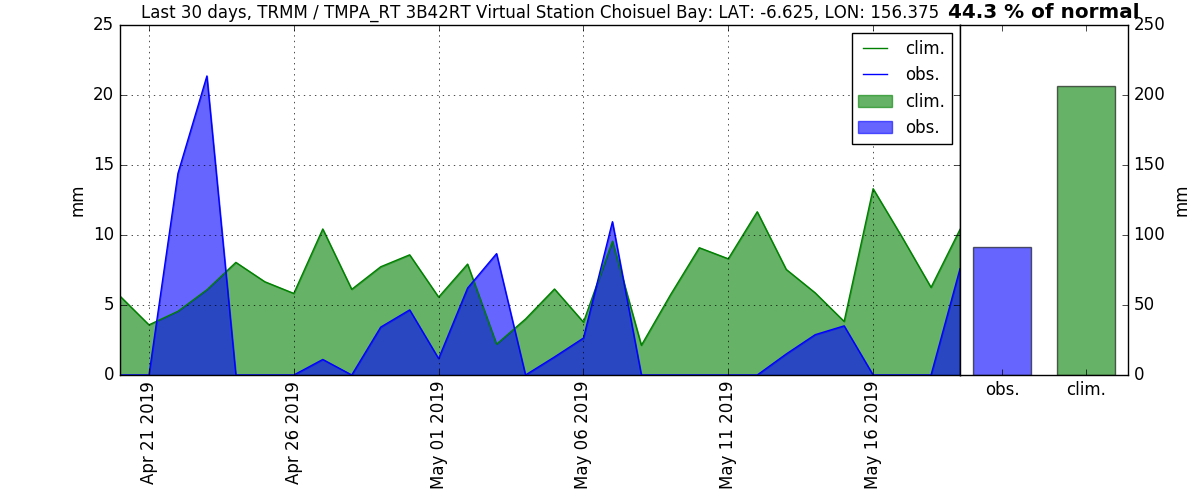 Last 30 days, TRMM / TMPA_RT 3B42RT Virtual Station Choisuel Bay: LAT: -6.625, LON: 156.375
44.3 % of normal
25
20
15
10
5
0
mm
clim.
obs.
clim.
obs.
250
200
150
100
50
0
mm
Apr 21 2019
Apr 26 2019
May 01 2019
May 06 2019
May 11 2019
May 16 2019
obs.
clim.